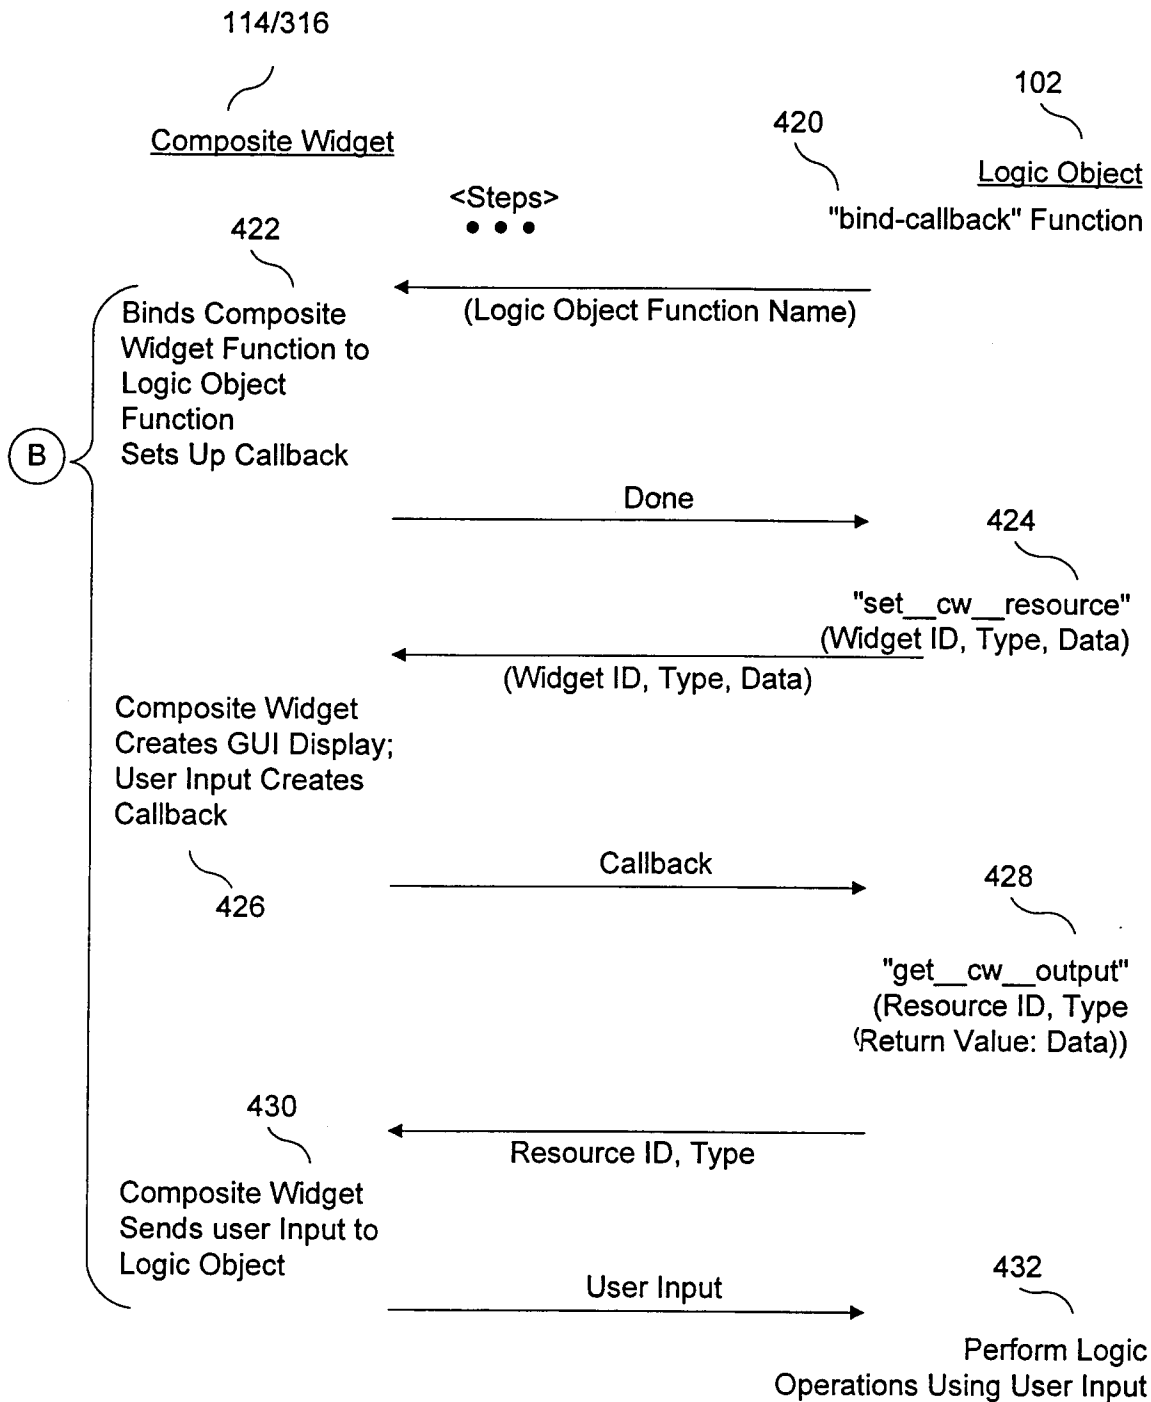 114/316
102
420
Composite Widget
Logic Object
<Steps>
• • •
"bind-callback" Function
422
(Logic Object Function Name)
Binds Composite
Widget Function to
Logic Object
Function
Sets Up Callback
B
Done
424
"set__cw__resource"
(Widget ID, Type, Data)
(Widget ID, Type, Data)
Composite Widget
Creates GUI Display;
User Input Creates
Callback
426
Callback
428
"get__cw__output"
(Resource ID, Type
(Return Value: Data))
430
Resource ID, Type
Composite Widget
Sends user Input to
Logic Object
User Input
432
Perform Logic
Operations Using User Input